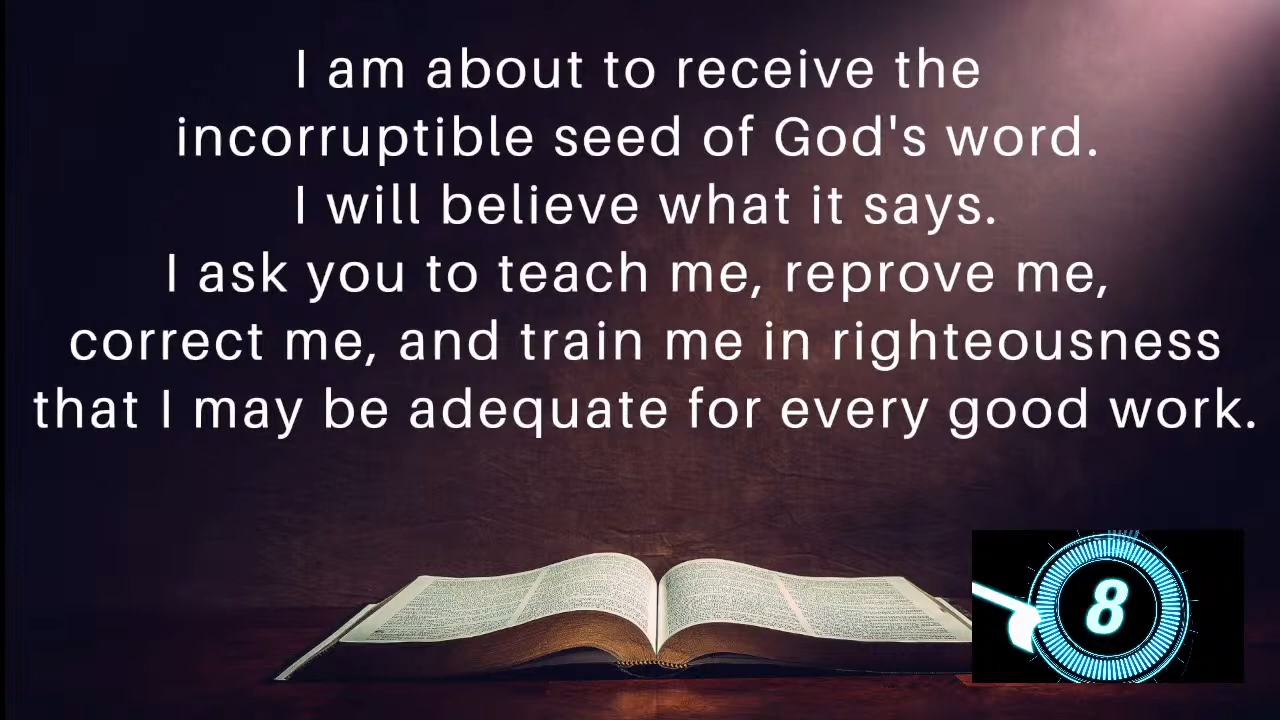 I am about to receive the
incorruptible seed of God's word.
I will believe what it says.
I ask you to teach me, reprove me,
correct me, and train me in righteousness
that I may be adequate for every good work.
8